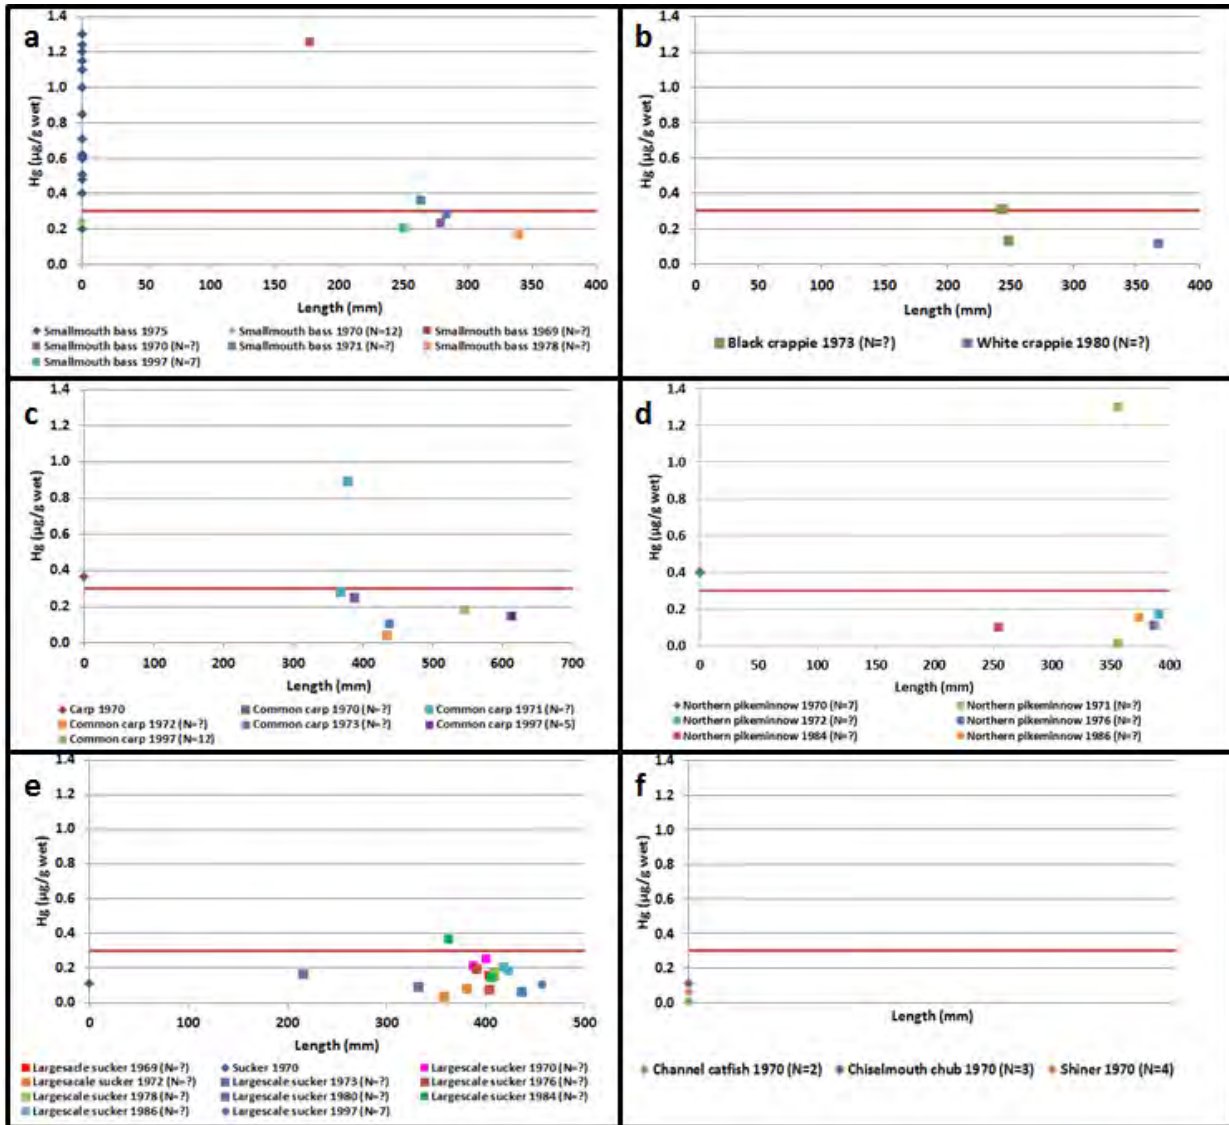 a
1.4
1.2
1.0
0.8
0.6
0.4
0.2
0.0
Hg (µg/g wet)
0 50 100 150 200 250 300 350 400
Length (mm)
Smallmouth bass 1975 Smallmouth bass 1970 (N=12) Smallmouth bass 1969 (N=?)
Smallmouth bass 1970 (N=?) Smallmouth bass 1971 (N=?) Smallmouth bass 1978 (N=?)
Smallmouth bass 1997 (N=7)
b
1.4
1.2
1.0
0.8
0.6
0.4
0.2
0.0
Hg (µg/g wet)
0 50 100 150 200 250 300 350 400
Length (mm)
Black crappie 1973 (N=?) White crappie 1980 (N=?)
c
1.4
1.2
1.0
0.8
0.6
0.4
0.2
0.0
Hg (µg/g wet)
0 100 200 300 400 500 600 700
Length (mm)
Carp 1970 Common carp 1970 (N=?) Common carp 1971 (N=?)
Common carp 1972 (N=?) Common carp 1973 (N=?) Common carp 1997 (N=5)
Common carp 1997 (N=12)
d
1.4
1.2
1.0
0.8
0.6
0.4
0.2
0.0
Hg (µg/g wet)
0 50 100 150 200 250 300 350 400
Length (mm)
Northern pikeminnow 1970 (N=7) Northern pikeminnow 1971 (N=?)
Northern pikeminnow 1972 (N=?) Northern pikeminnow 1976 (N=?)
Northern pikeminnow 1984 (N=?) Northern pikeminnow 1986 (N=?)
e
1.4
1.2
1.0
0.8
0.6
0.4
0.2
0.0
Hg (µg/g wet)
0 100 200 300 400 500
Length (mm)
Largesacle sucker 1969 (N=?) Sucker 1970 Largescale sucker 1970 (N=?)
Largesacale sucker 1972 (N=?) Largescale sucker 1973 (N=?) Largescale sucker 1976 (N=?)
Largescale sucker 1978 (N=?) Largescale sucker 1980 (N=?) Largescale sucker 1984 (N=?)
Largescale sucker 1986 (N=?) Largescale sucker 1997 (N=7)
f
1.4
1.2
1.0
0.8
0.6
0.4
0.2
0.0
Hg (µg/g wet)
Length (mm)
Channel catfish 1970 (N=2) Chiselmouth chub 1970 (N=3) Shiner 1970 (N=4)